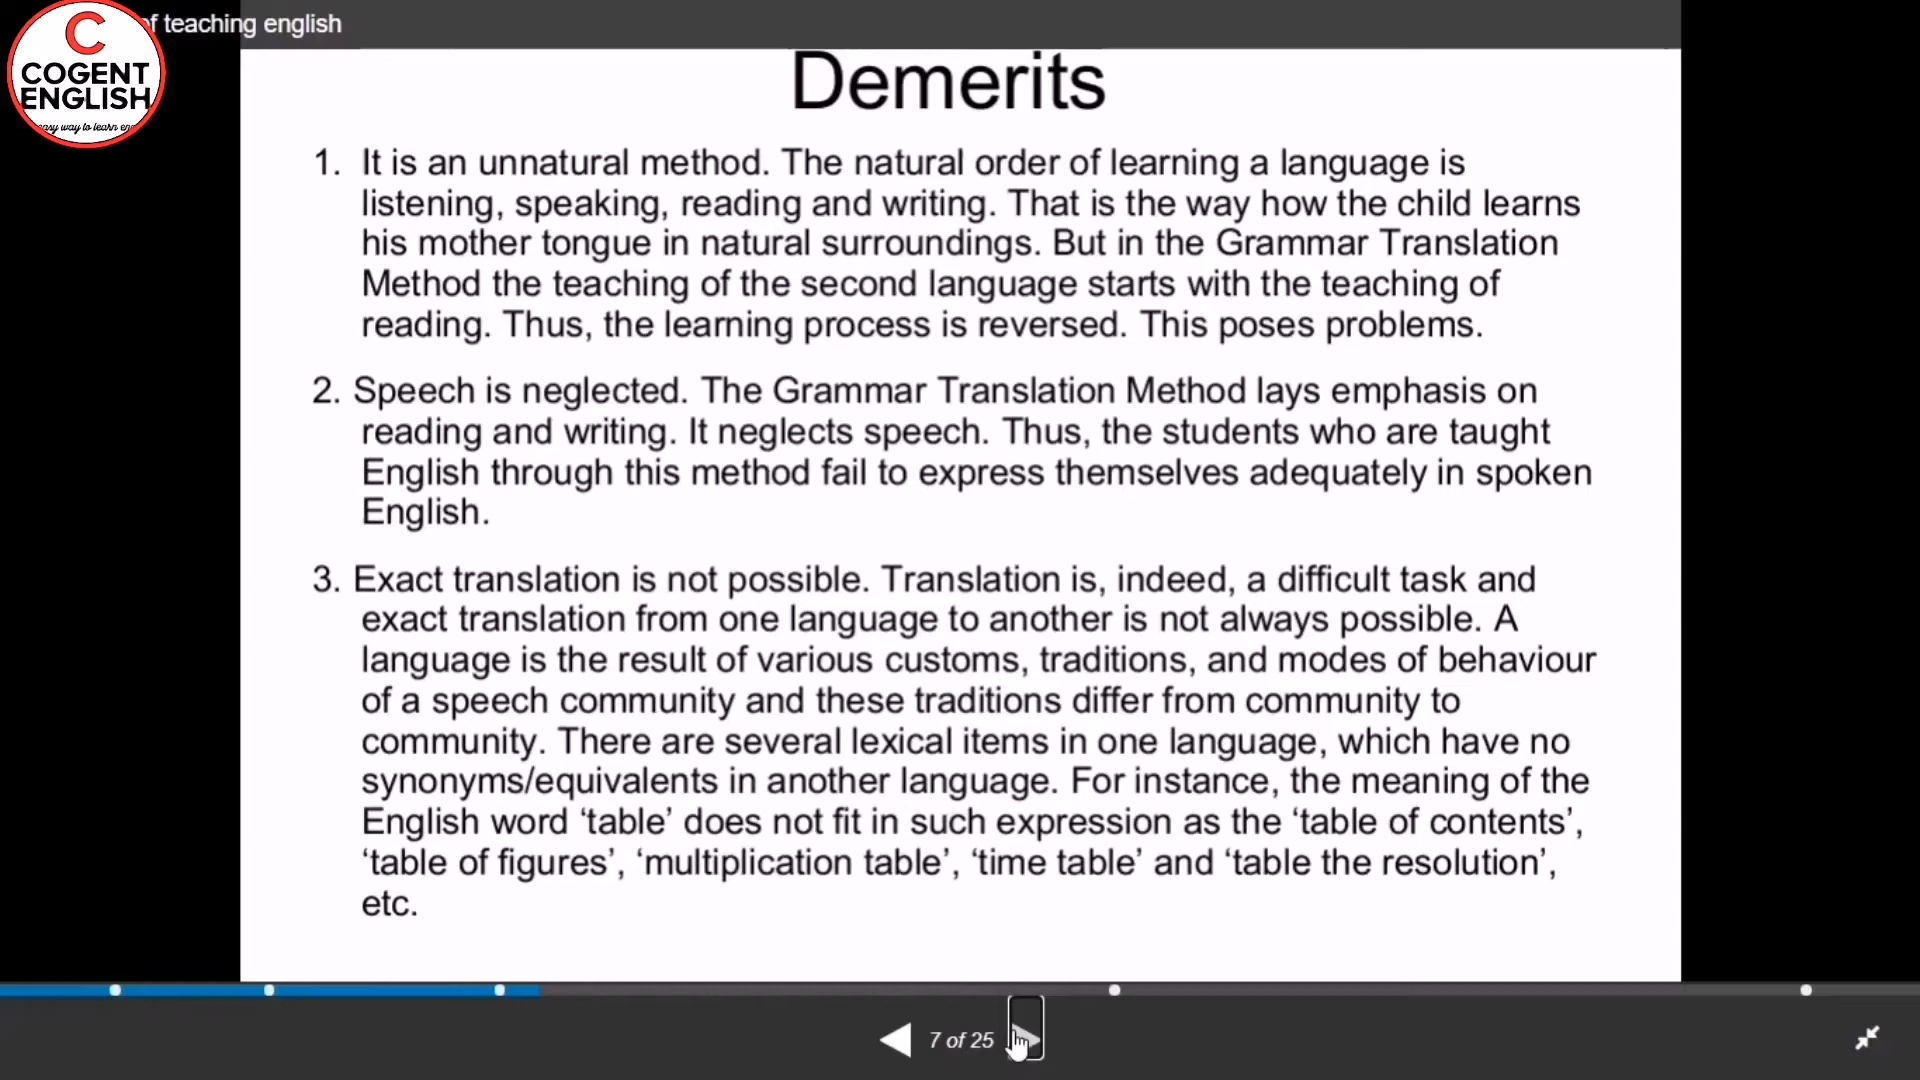 of teaching english
C
COGENT
ENGLISH
easy way to learn en
Demerits
1. It is an unnatural method. The natural order of learning a language is
listening, speaking, reading and writing. That is the way how the child learns
his mother tongue in natural surroundings. But in the Grammar Translation
Method the teaching of the second language starts with the teaching of
reading. Thus, the learning process is reversed. This poses problems.
2. Speech is neglected. The Grammar Translation Method lays emphasis on
reading and writing. It neglects speech. Thus, the students who are taught
English through this method fail to express themselves adequately in spoken
English.
3. Exact translation is not possible. Translation is, indeed, a difficult task and
exact translation from one language to another is not always possible. A
language is the result of various customs, traditions, and modes of behaviour
of a speech community and these traditions differ from community to
community. There are several lexical items in one language, which have no
synonyms/equivalents in another language. For instance, the meaning of the
English word ‘table’ does not fit in such expression as the ‘table of contents’,
‘table of figures’, ‘multiplication table’, ‘time table’ and ‘table the resolution’,
etc.
7 of 25